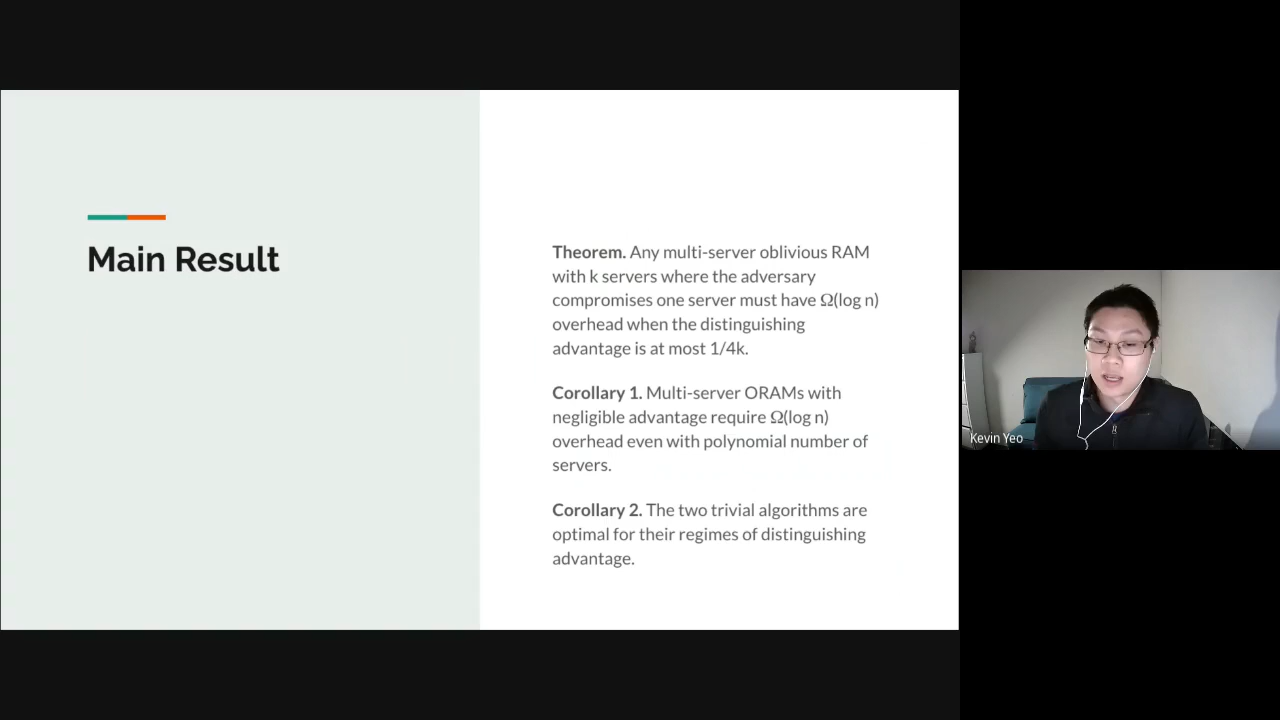 Main Result
Theorem. Any multi-server oblivious RAM
with k servers where the adversary
compromises one server must have Ω(log n)
overhead when the distinguishing
advantage is at most 1/4k.
Corollary 1. Multi-server ORAMs with
negligible advantage require Ω(log n)
overhead even with polynomial number of
servers.
Corollary 2. The two trivial algorithms are
optimal for their regimes of distinguishing
advantage.
Kevin Yeo